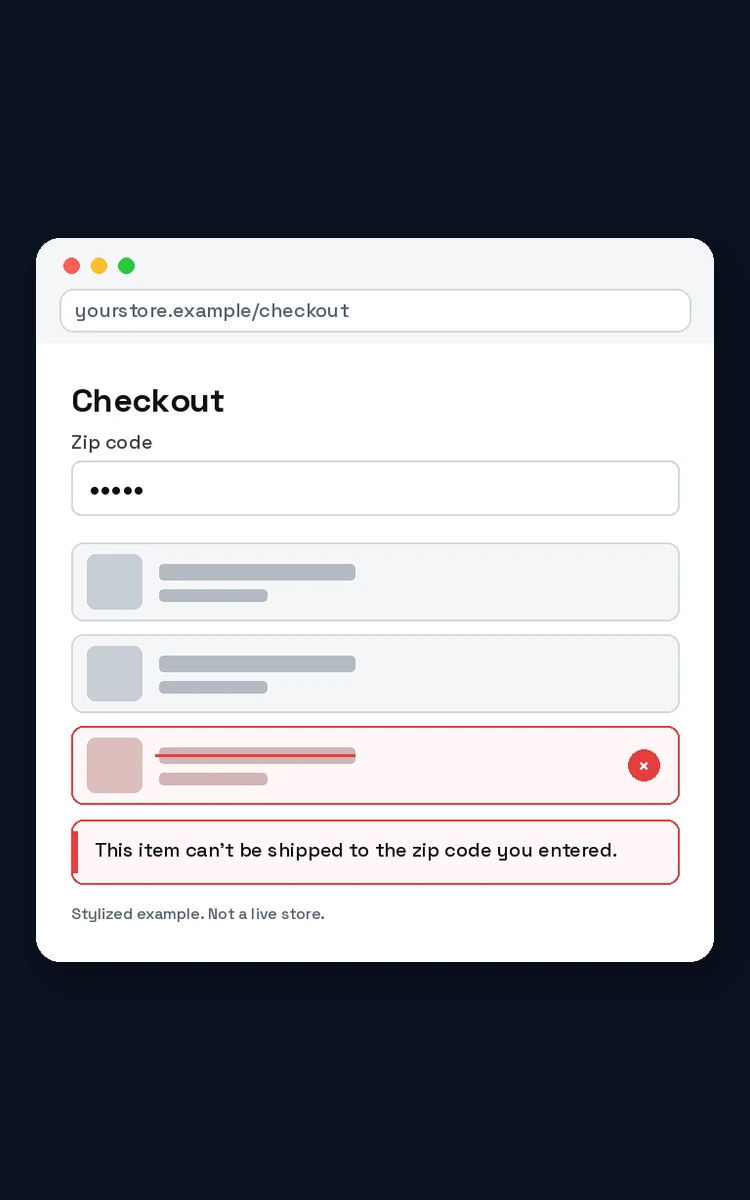 yourstore.example/checkout
Checkout
Zip code
•••••
This item can’t be shipped to the zip code you entered.
Stylized example. Not a live store.